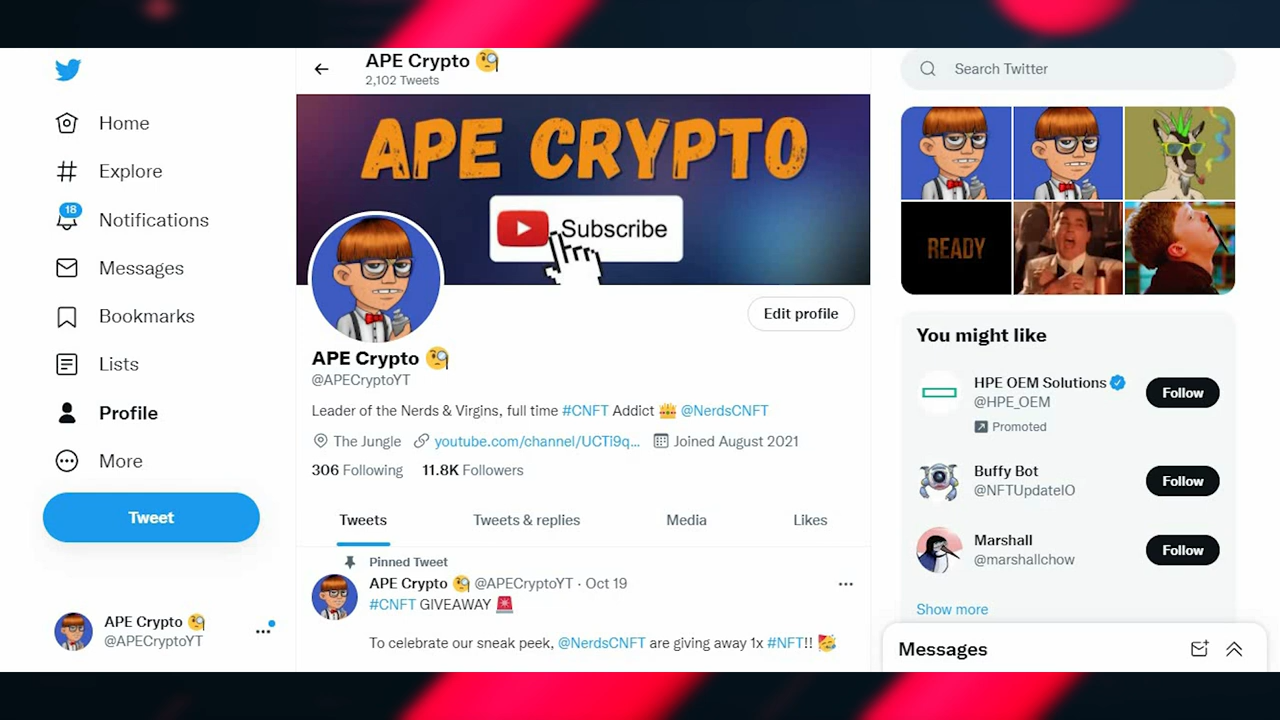 Home
Explore
18
Notifications
Messages
Bookmarks
Lists
Profile
More
Tweet
APE Crypto 🧐
@APECryptoYT
APE Crypto 🧐
2,102 Tweets
APE CRYPTO
Subscribe
Edit profile
APE Crypto 🧐
@APECryptoYT
Leader of the Nerds & Virgins, full time #CNFT Addict 👑 @NerdsCNFT
The Jungle youtube.com/channel/UCTi9q... Joined August 2021
306 Following 11.8K Followers
Tweets Tweets & replies Media Likes
Pinned Tweet
APE Crypto 🧐 @APECryptoYT · Oct 19
#CNFT GIVEAWAY 🚨
To celebrate our sneak peek, @NerdsCNFT are giving away 1x #NFT!! 🥳
Search Twitter
READY
You might like
HPE OEM Solutions
@HPE_OEM
Promoted
Follow
Buffy Bot
@NFTUpdateIO
Follow
Marshall
@marshallchow
Follow
Show more
Messages